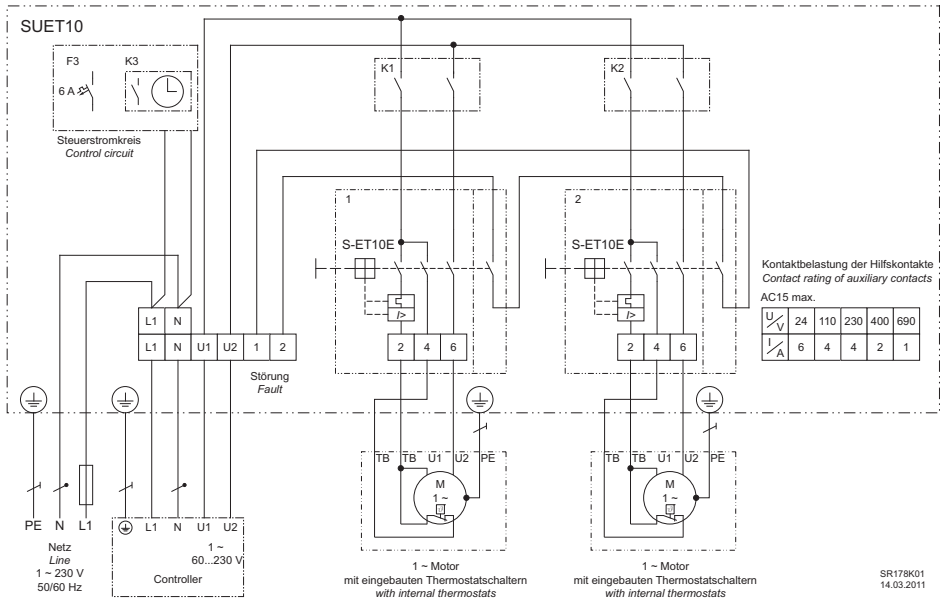 SUET10
F3
K3
6 A
Steuerstromkreis
Control circuit
K1
K2
1
2
S-ET10E
S-ET10E
I>
I>
2 4 6
2 4 6
Kontaktbelastung der Hilfskontakte
Contact rating of auxiliary contacts
AC15 max.
U/V 24 110 230 400 690
I/A 6 4 4 2 1
L1 N
L1 N U1 U2 1 2
Störung
Fault
TB TB U1 U2 PE
TB TB U1 U2 PE
M
1 ~
M
1 ~
PE N L1
L1 N U1 U2
Netz
Line
1 ~ 230 V
50/60 Hz
1 ~
60...230 V
Controller
1 ~ Motor
mit eingebauten Thermostatschaltern
with internal thermostats
1 ~ Motor
mit eingebauten Thermostatschaltern
with internal thermostats
SR178K01
14.03.2011